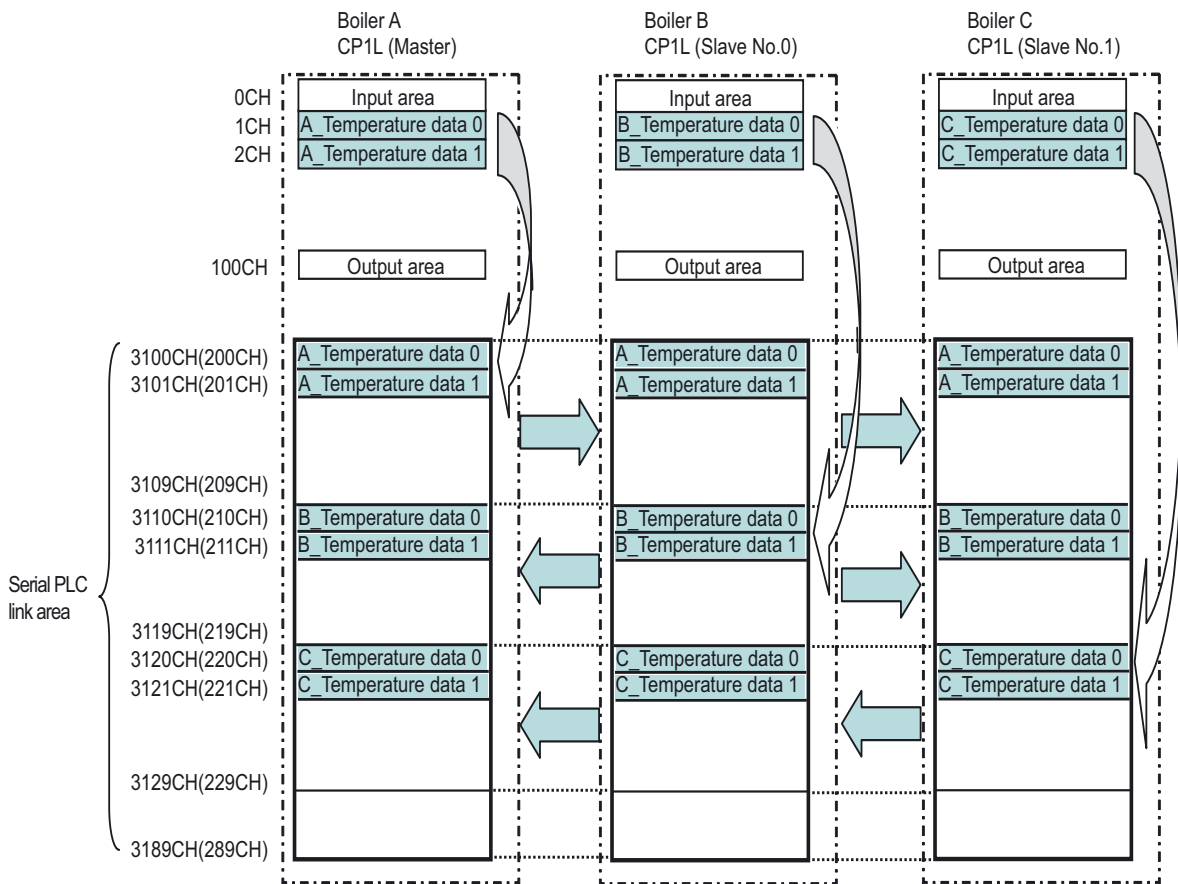 Boiler A
CP1L (Master)
Boiler B
CP1L (Slave No.0)
Boiler C
CP1L (Slave No.1)
0CH
Input area
Input area
Input area
1CH
A_Temperature data 0
B_Temperature data 0
C_Temperature data 0
2CH
A_Temperature data 1
B_Temperature data 1
C_Temperature data 1
100CH
Output area
Output area
Output area
3100CH(200CH)
A_Temperature data 0
A_Temperature data 0
A_Temperature data 0
3101CH(201CH)
A_Temperature data 1
A_Temperature data 1
A_Temperature data 1
3109CH(209CH)
3110CH(210CH)
B_Temperature data 0
B_Temperature data 0
B_Temperature data 0
3111CH(211CH)
B_Temperature data 1
B_Temperature data 1
B_Temperature data 1
Serial PLC
link area
3119CH(219CH)
3120CH(220CH)
C_Temperature data 0
C_Temperature data 0
C_Temperature data 0
3121CH(221CH)
C_Temperature data 1
C_Temperature data 1
C_Temperature data 1
3129CH(229CH)
3189CH(289CH)